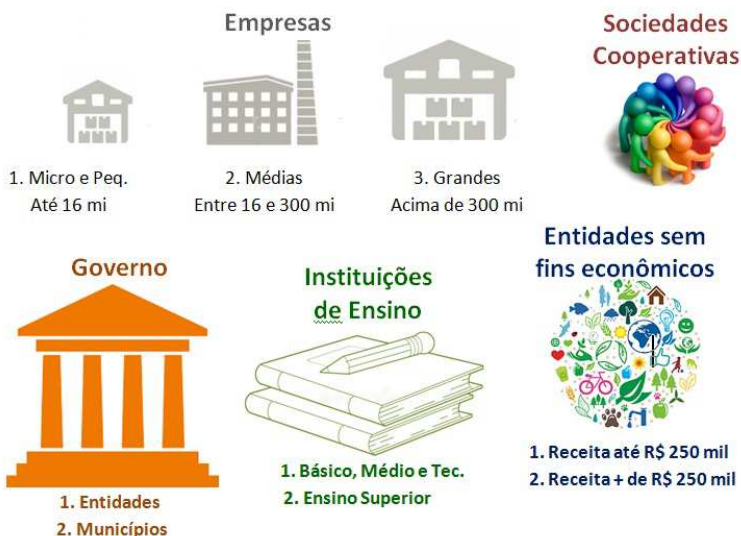 Empresas
1. Micro e Peq.
Até 16 mi
2. Médias
Entre 16 e 300 mi
3. Grandes
Acima de 300 mi
Sociedades
Cooperativas
Governo
1. Entidades
2. Municípios
Instituições
de Ensino
1. Básico, Médio e Tec.
2. Ensino Superior
Entidades sem
fins econômicos
1. Receita até R$ 250 mil
2. Receita + de R$ 250 mil